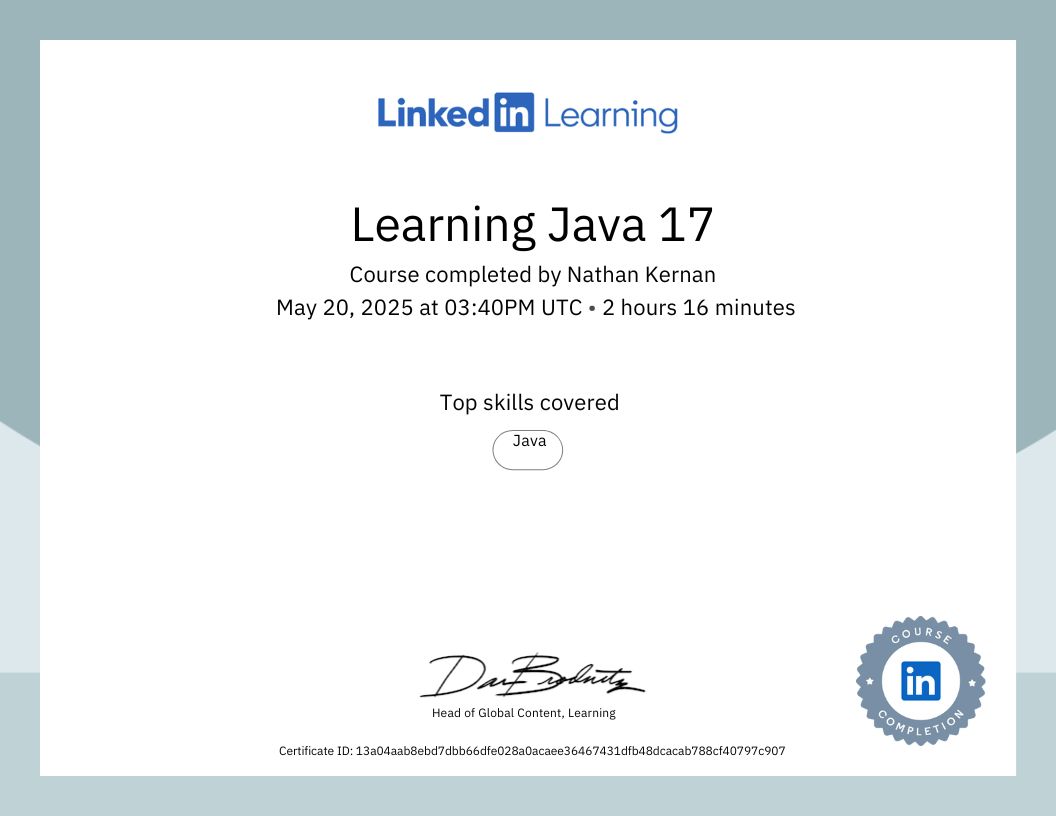 Linkedin Learning
Learning Java 17
Course completed by Nathan Kernan
May 20, 2025 at 03:40PM UTC • 2 hours 16 minutes
Top skills covered
Java
Dan Brodnitz
Head of Global Content, Learning
COURSE
in
COMPLETION
Certificate ID: 13a04aab8ebd7dbb66dfe028a0acaee36467431dfb48dcacab788cf40797c907